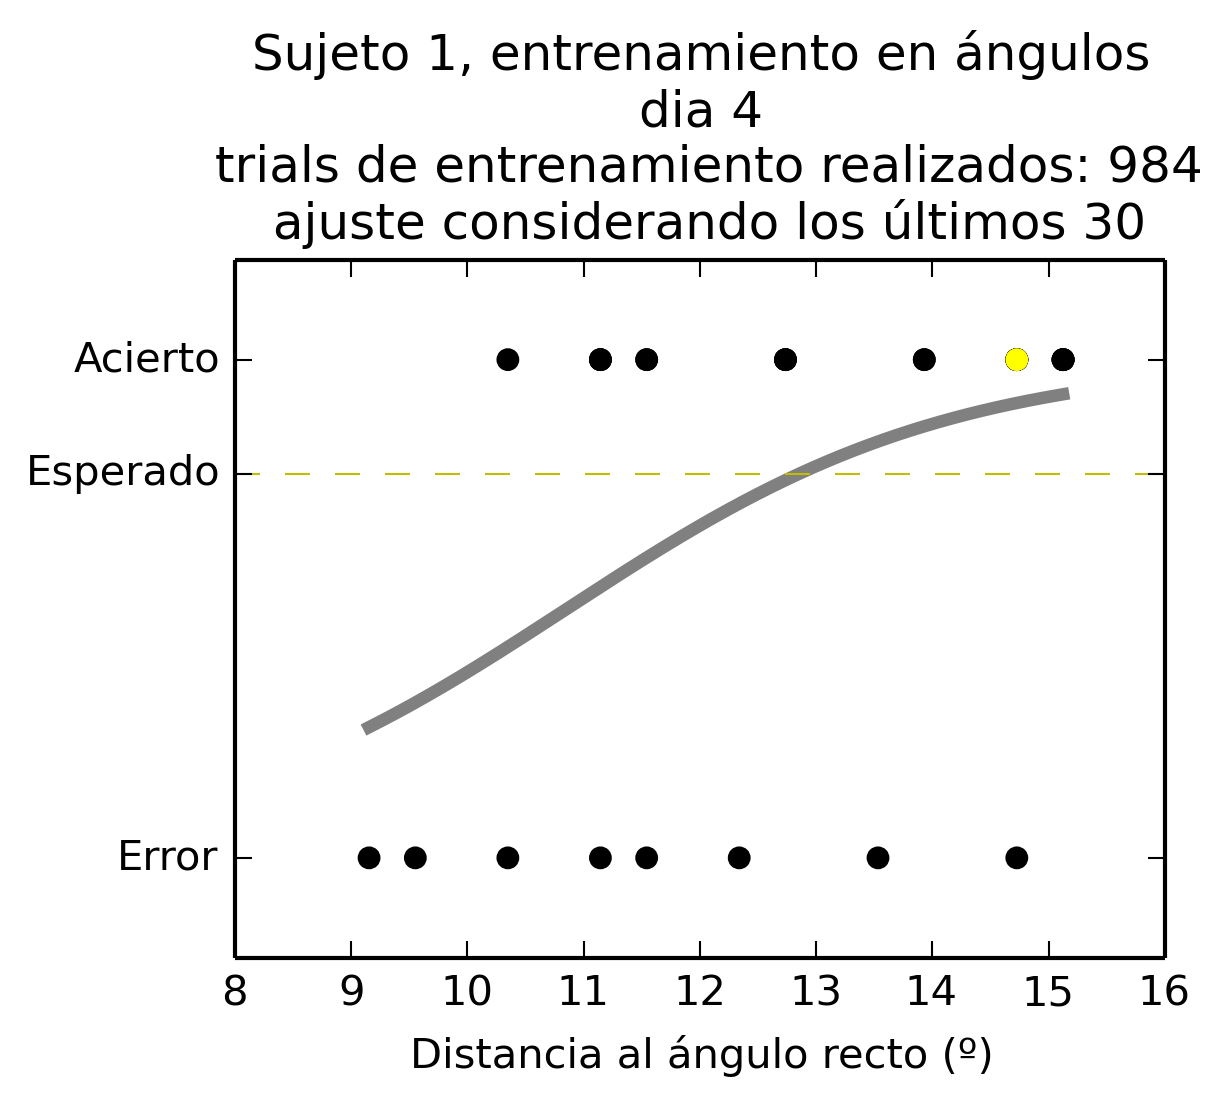 Sujeto 1, entrenamiento en ángulos
dia 4
trials de entrenamiento realizados: 984
ajuste considerando los últimos 30
Acierto
Esperado
Error
8 9 10 11 12 13 14 15 16
Distancia al ángulo recto (º)